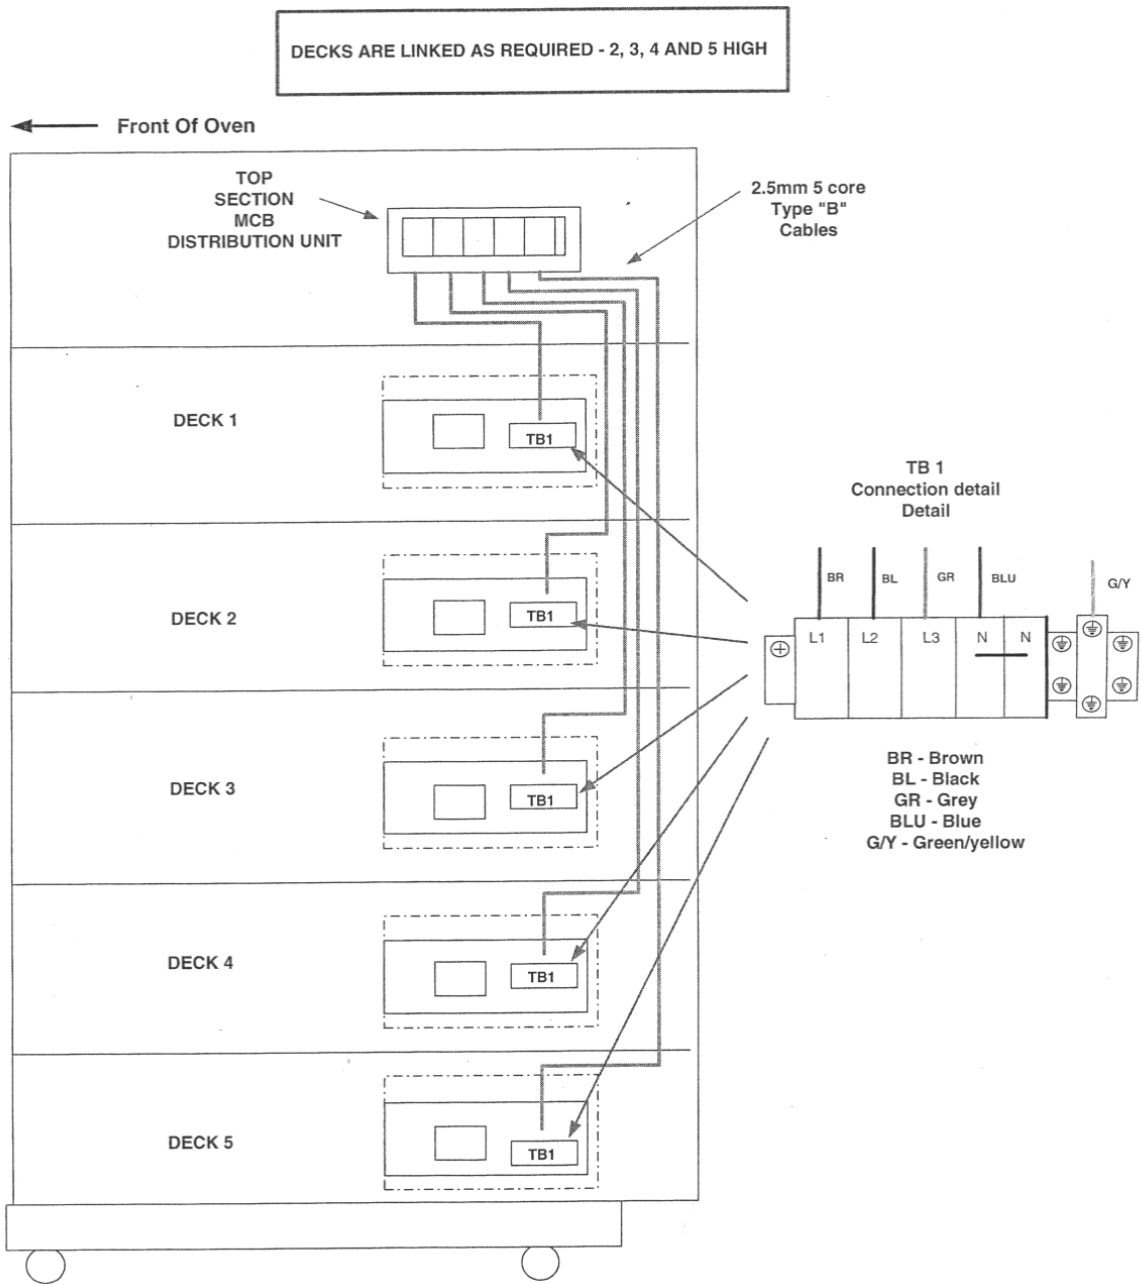 DECKS ARE LINKED AS REQUIRED - 2, 3, 4 AND 5 HIGH
Front Of Oven
TOP
SECTION
MCB
DISTRIBUTION UNIT
2.5mm 5 core
Type "B"
Cables
DECK 1
TB1
DECK 2
TB1
DECK 3
TB1
DECK 4
TB1
DECK 5
TB1
TB 1
Connection detail
Detail
BR
BL
GR
BLU
G/Y
L1
L2
L3
N
N
BR - Brown
BL - Black
GR - Grey
BLU - Blue
G/Y - Green/yellow